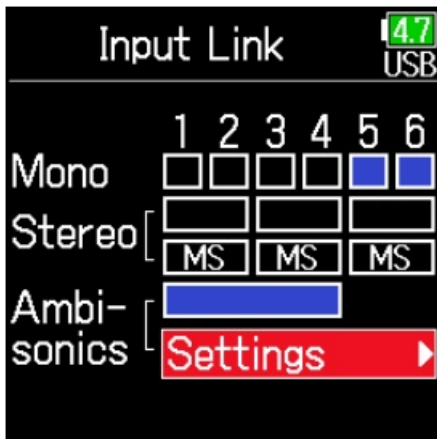 Input Link
4.7
USB
1 2 3 4 5 6
Mono
Stereo
MS MS MS
Ambi-
sonics
Settings